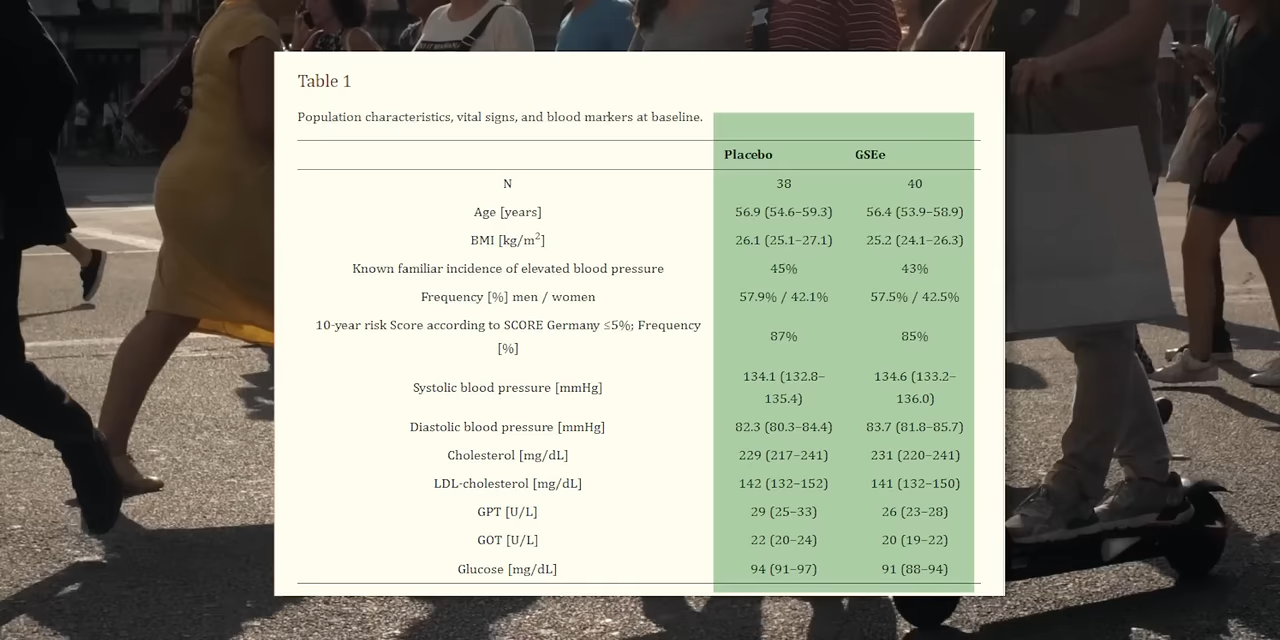 Table 1
Population characteristics, vital signs, and blood markers at baseline.
Placebo GSEe
N 38 40
Age [years] 56.9 (54.6–59.3) 56.4 (53.9–58.9)
BMI [kg/m²] 26.1 (25.1–27.1) 25.2 (24.1–26.3)
Known familiar incidence of elevated blood pressure 45% 43%
Frequency [%] men / women 57.9% / 42.1% 57.5% / 42.5%
10-year risk Score according to SCORE Germany ≤5%; Frequency
[%] 87% 85%
Systolic blood pressure [mmHg] 134.1 (132.8–
135.4) 134.6 (133.2–
136.0)
Diastolic blood pressure [mmHg] 82.3 (80.3–84.4) 83.7 (81.8–85.7)
Cholesterol [mg/dL] 229 (217–241) 231 (220–241)
LDL-cholesterol [mg/dL] 142 (132–152) 141 (132–150)
GPT [U/L] 29 (25–33) 26 (23–28)
GOT [U/L] 22 (20–24) 20 (19–22)
Glucose [mg/dL] 94 (91–97) 91 (88–94)